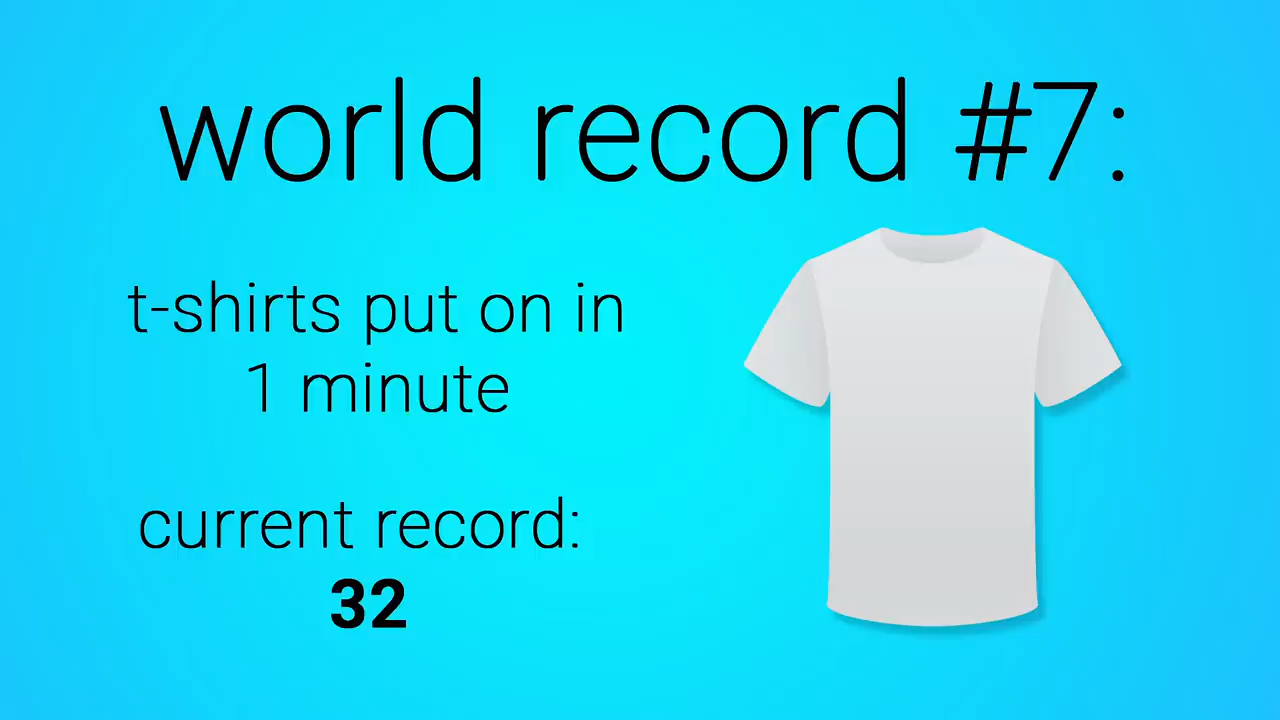 world record #7:
t-shirts put on in
1 minute
current record:
32